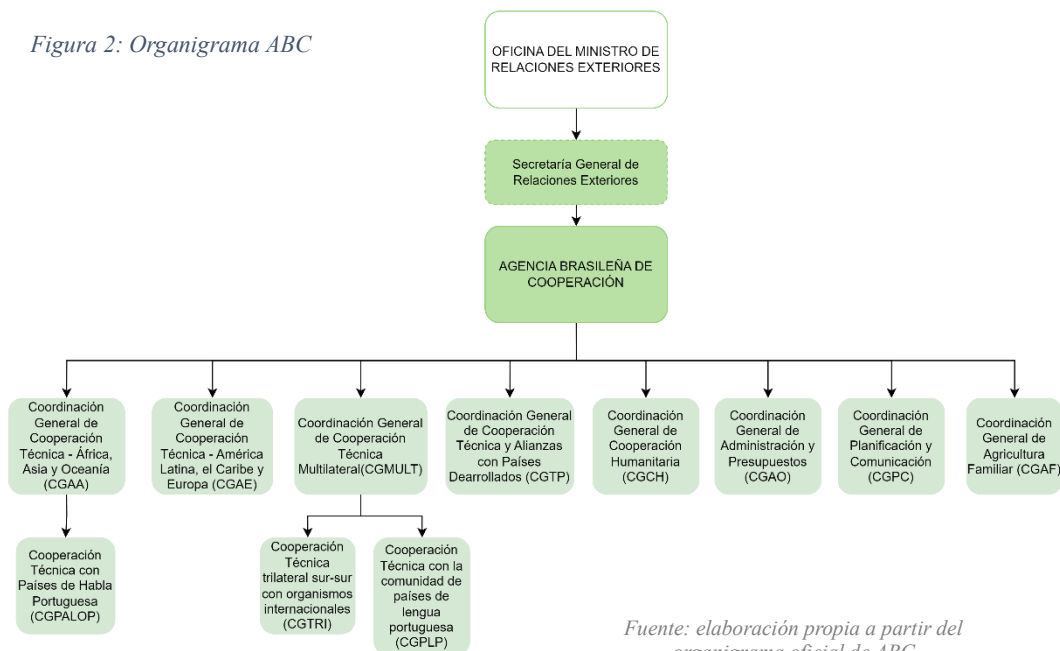 Figura 2: Organigrama ABC
OFICINA DEL MINISTRO DE
RELACIONES EXTERIORES
Secretaría General de
Relaciones Exteriores
AGENCIA BRASILEÑA DE
COOPERACIÓN
Coordinación
General de
Cooperación
Técnica - África,
Asia y Oceanía
(CGAA)
Coordinación
General de
Cooperación
Técnica - América
Latina, el Caribe y
Europa (CGAE)
Coordinación General
de Cooperación
Técnica
Multilateral(CGMULT)
Coordinación General
de Cooperación
Técnica y Alianzas
con Países
Dearrollados (CGTP)
Coordinación
General de
Cooperación
Humanitaria
(CGCH)
Coordinación
General de
Administración y
Presupuestos
(CGAO)
Coordinación
General de
Planificación y
Comunicación
(CGPC)
Coordinación
General de
Agricultura
Familiar (CGAF)
Cooperación
Técnica con
Países de Habla
Portuguesa
(CGPALOP)
Cooperación
Técnica
trilateral sur-sur
con organismos
internacionales
(CGTRI)
Cooperación
Técnica con la
comunidad de
países de
lengua
portuguesa
(CGPLP)
Fuente: elaboración propia a partir del
organigrama oficial de ABC